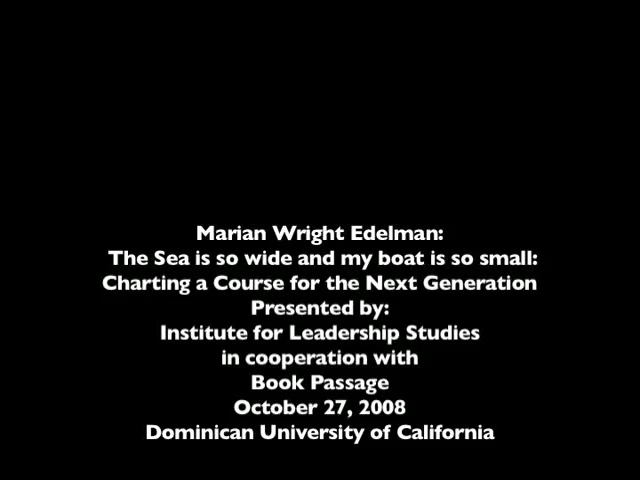 Marian Wright Edelman:
The Sea is so wide and my boat is so small:
Charting a Course for the Next Generation
Presented by:
Institute for Leadership Studies
in cooperation with
Book Passage
October 27, 2008
Dominican University of California